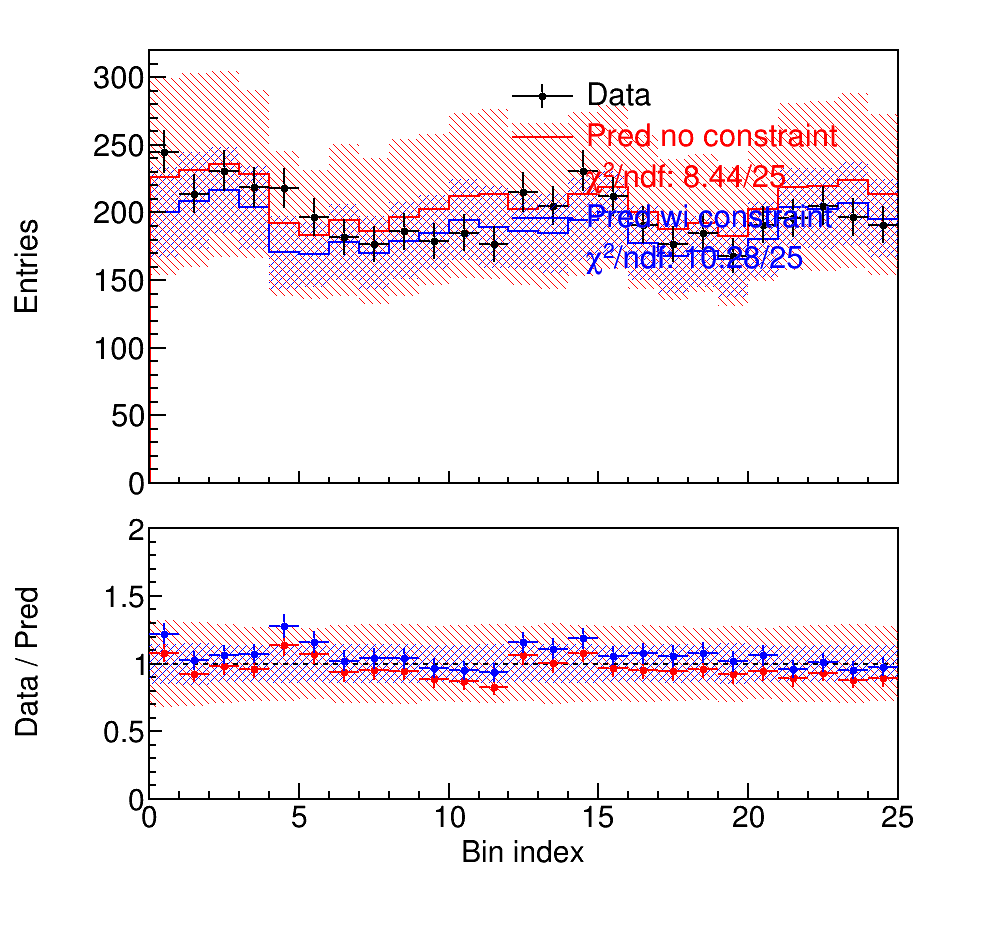 300
250
200
150
100
50
0
Entries
Data
Pred no constraint
χ²/ndf: 8.44/25
Pred wi constraint
χ²/ndf: 10.28/25
2
1.5
1
0
0.5
Data / Pred
0 5 10 15 20 25
Bin index